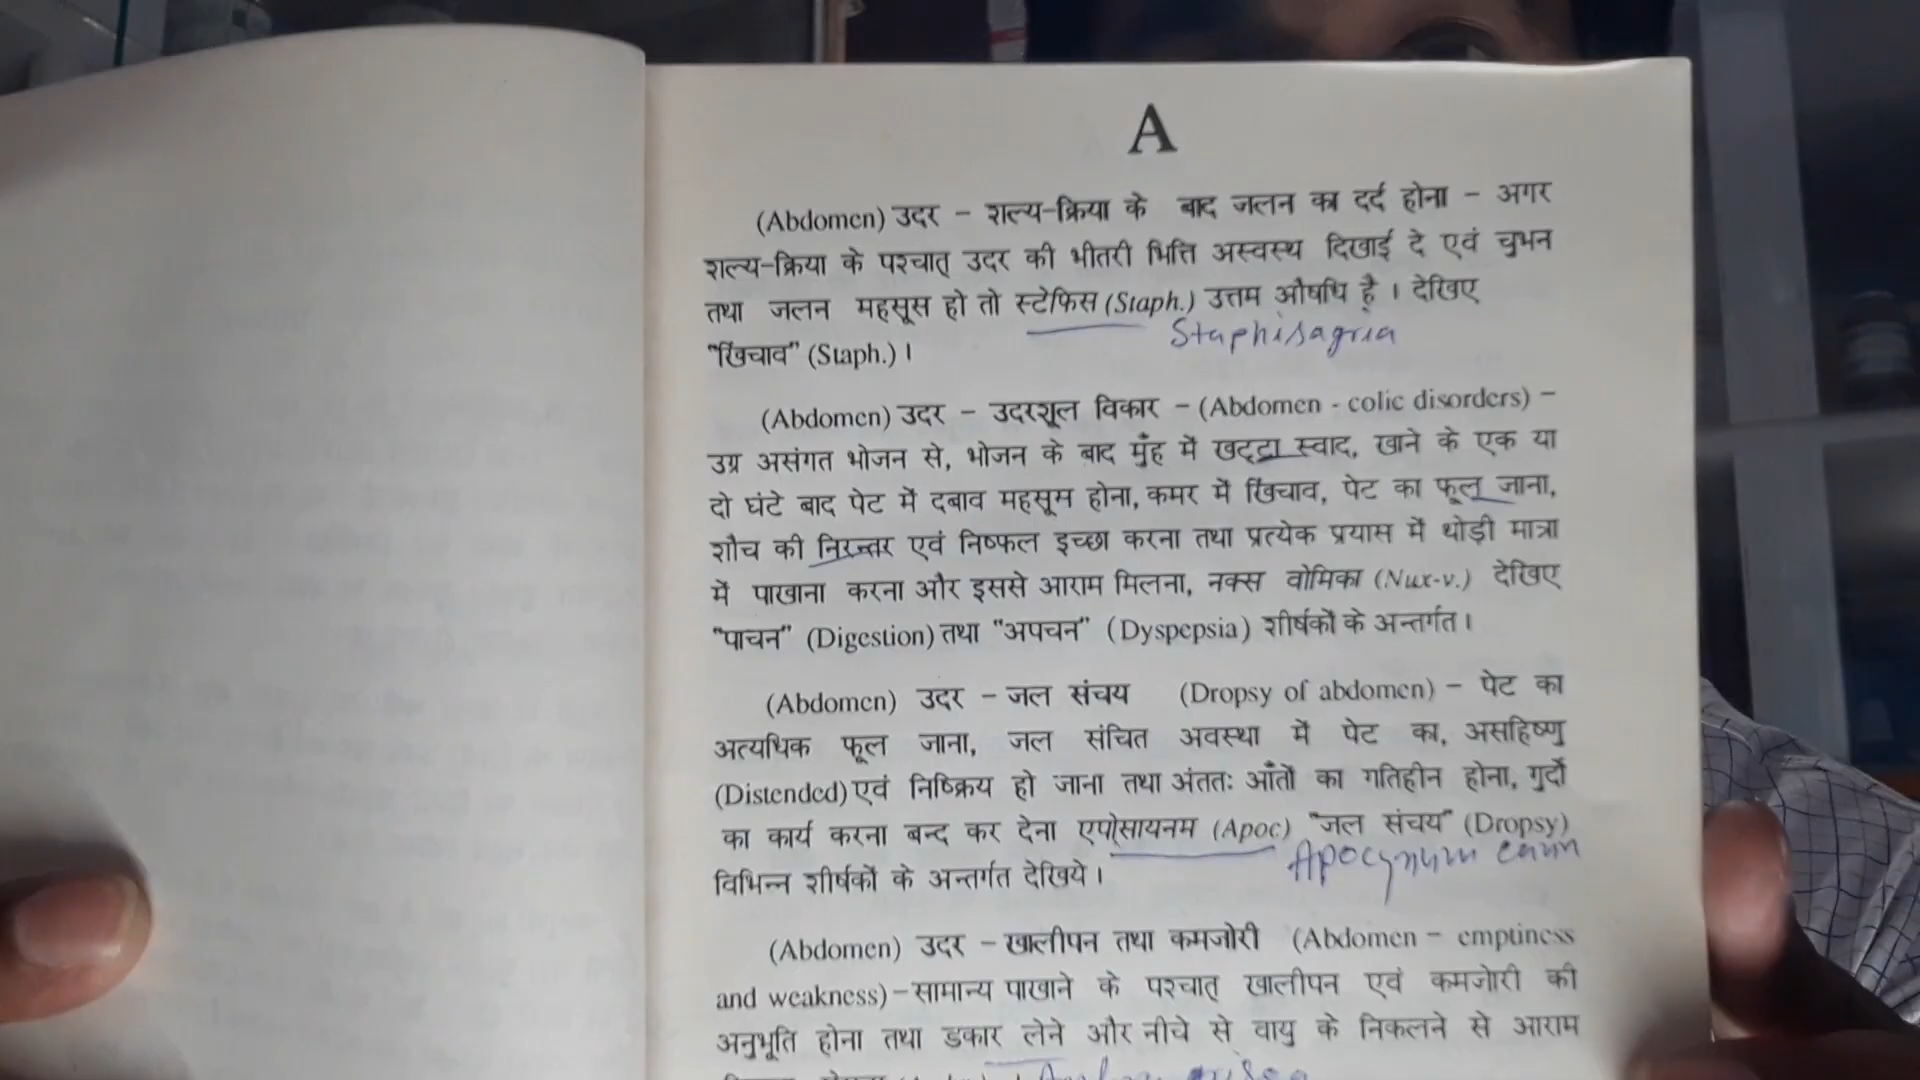 A
(Abdomen) उदर – शल्य-क्रिया के बाद जलन का दर्द होना – अगर
शल्य-क्रिया के पश्चात् उदर की भीतरी भित्ति अस्वस्थ दिखाई दे एवं चुभन
तथा जलन महसूस हो तो स्टेफिस (Staph.) उत्तम औषधि है । देखिए
Staphisagria
"खिंचाव" (Staph.) ।
(Abdomen) उदर – उदरशूल विकार – (Abdomen - colic disorders) –
उग्र असंगत भोजन से, भोजन के बाद मुँह में खट्टा स्वाद, खाने के एक या
दो घंटे बाद पेट में दबाव महसूस होना, कमर में खिंचाव, पेट का फूल जाना,
शौच की निरन्तर एवं निष्फल इच्छा करना तथा प्रत्येक प्रयास में थोड़ी मात्रा
में पाखाना करना और इससे आराम मिलना, नक्स वोमिका (Nux-v.) देखिए
"पाचन" (Digestion) तथा "अपचन" (Dyspepsia) शीर्षकों के अन्तर्गत ।
(Abdomen) उदर – जल संचय (Dropsy of abdomen) – पेट का
अत्यधिक फूल जाना, जल संचित अवस्था में पेट का, असहिष्णु
(Distended) एवं निष्क्रिय हो जाना तथा अंततः आँतों का गतिहीन होना, गुर्दो
का कार्य करना बन्द कर देना एपोसायनम (Apoc) "जल संचय" (Dropsy)
Apocynum cann
विभिन्न शीर्षकों के अन्तर्गत देखिये ।
(Abdomen) उदर – खालीपन तथा कमजोरी (Abdomen – emptiness
and weakness) – सामान्य पाखाने के पश्चात् खालीपन एवं कमजोरी की
अनुभूति होना तथा डकार लेने और नीचे से वायु के निकलने से आराम